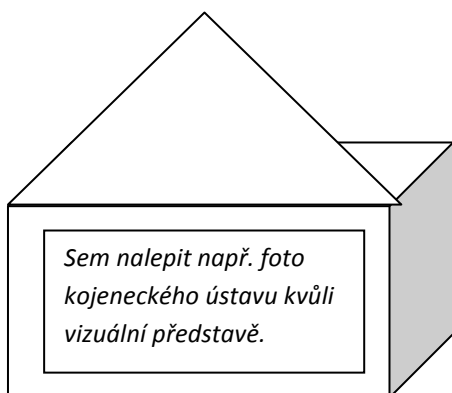 Sem nalepit např. foto
kojeneckého ústavu kvůli
vizuální představě.